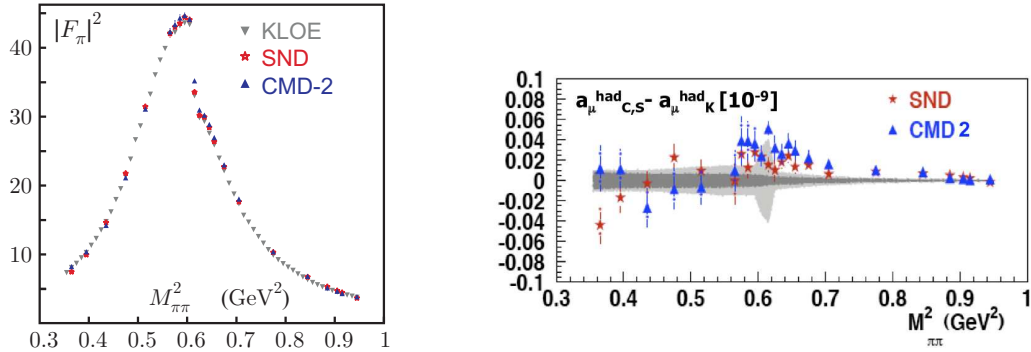 |F_π|²
KLOE
SND
CMD-2
40
30
20
10
M²_ππ (GeV²)
0.3 0.4 0.5 0.6 0.7 0.8 0.9 1
a_μ^had_C,S - a_μ^had_K [10⁻⁹]
SND
CMD 2
0.1
0.08
0.06
0.04
0.02
0
-0.02
-0.04
-0.06
-0.08
-0.1
0.3 0.4 0.5 0.6 0.7 0.8 0.9 1
M²_ππ (GeV²)